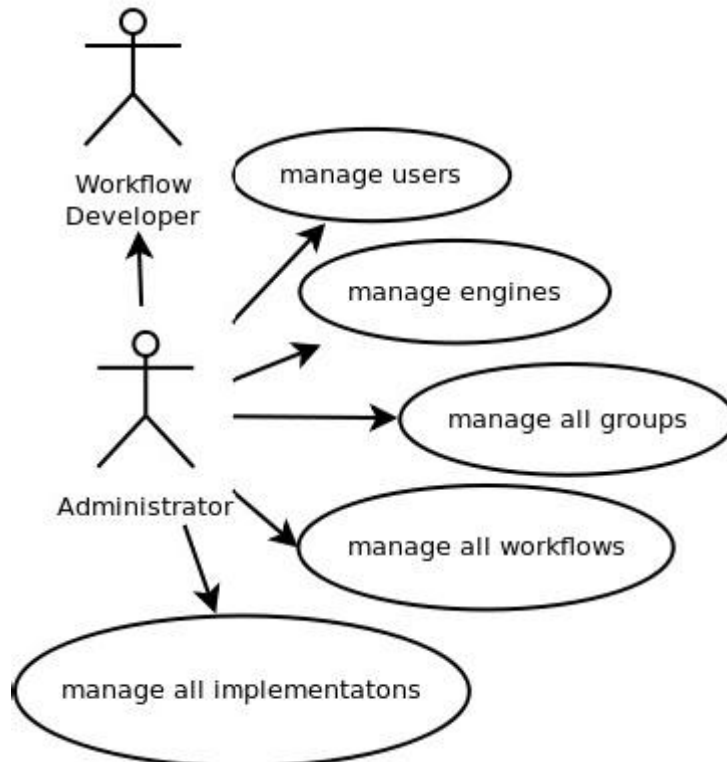 Workflow
Developer
manage users
manage engines
manage all groups
Administrator
manage all workflows
manage all implementatons